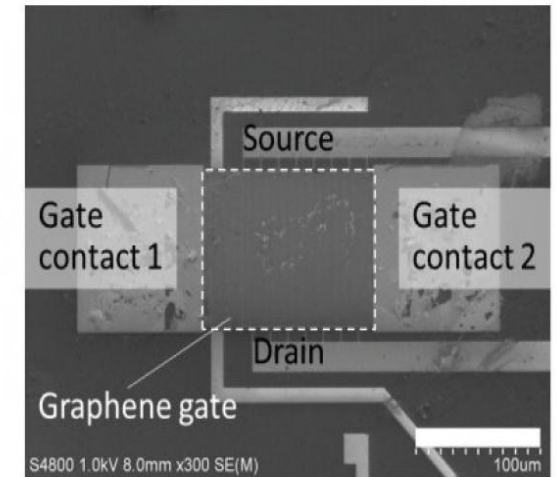 Source
Gate
contact 1
Gate
contact 2
Drain
Graphene gate
100um
S4800 1.0kV 8.0mm x300 SE(M)